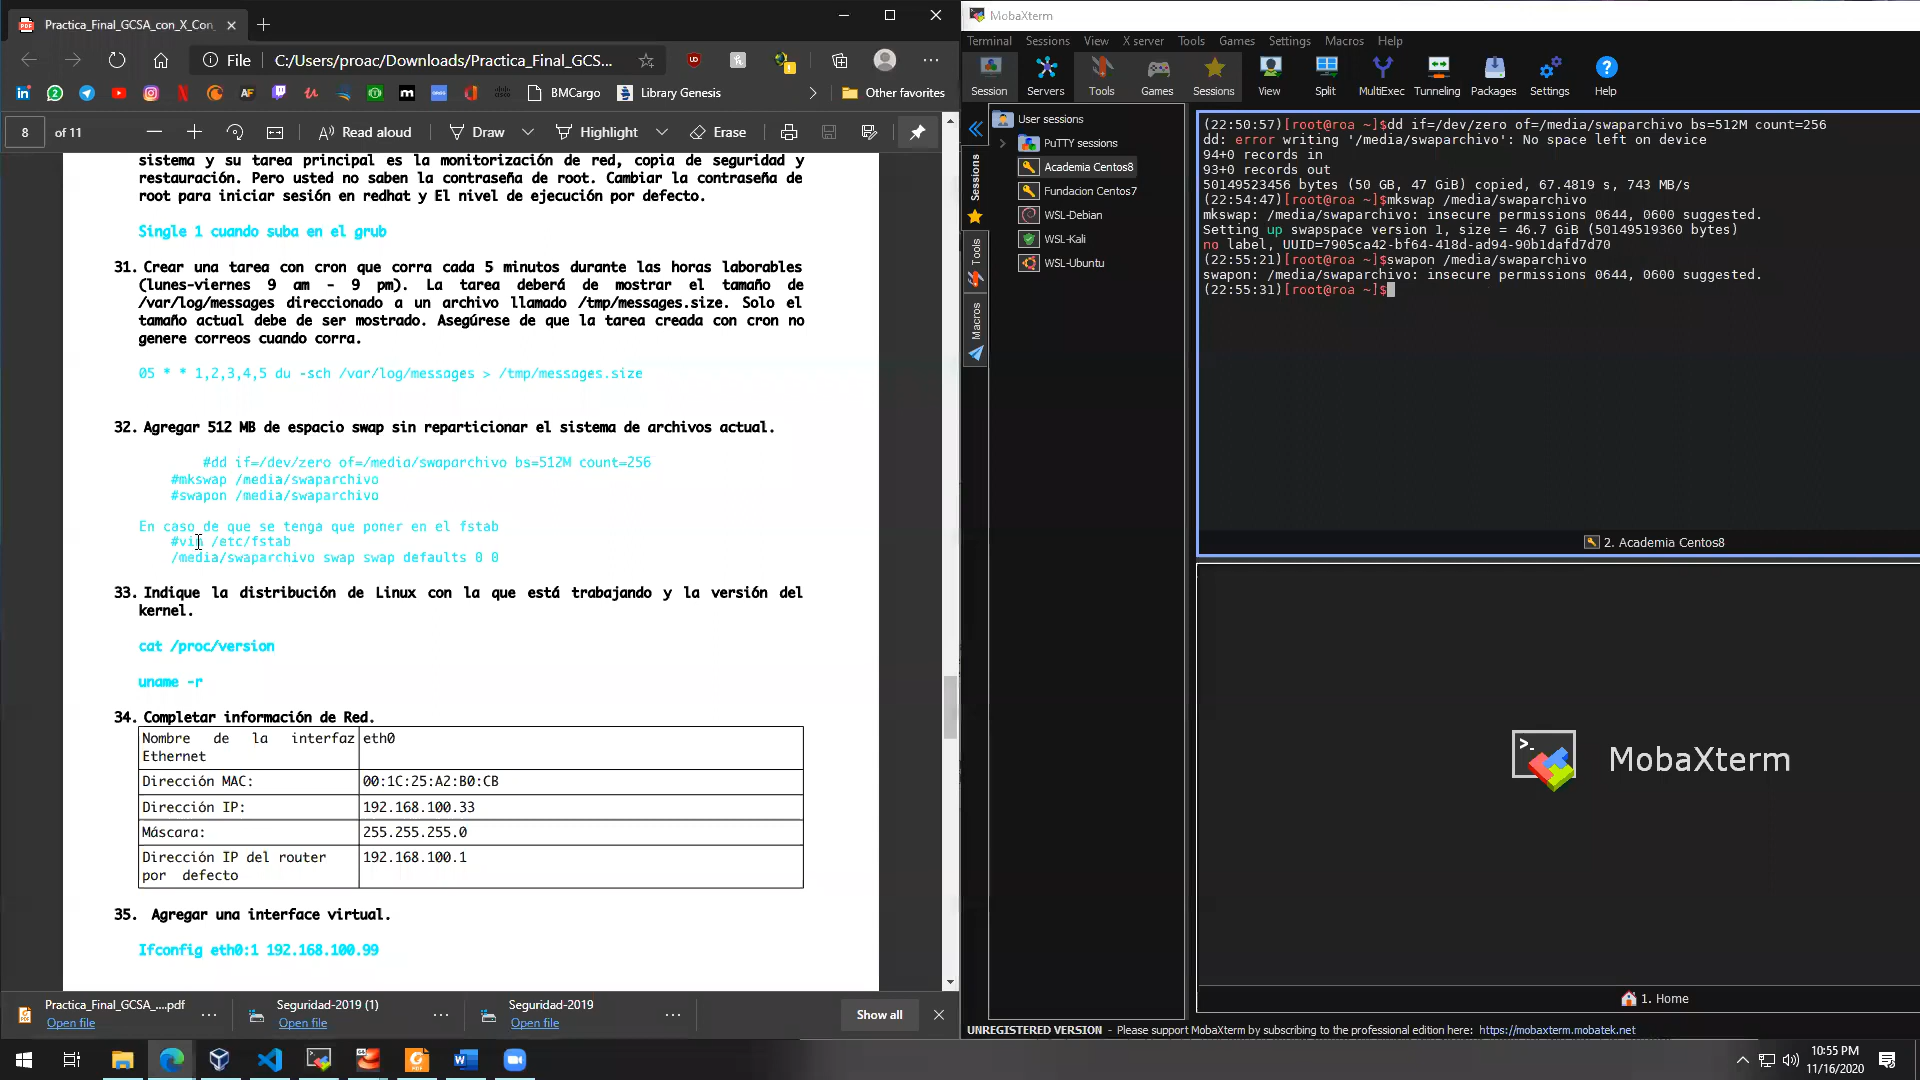 Practica_Final_GCSA_con_X_Con
File
C:/Users/proac/Downloads/Practica_Final_GCS...
BMCargo
Library Genesis
Other favorites
8
of 11
Read aloud
Draw
Highlight
Erase
sistema y su tarea principal es la monitorización de red, copia de seguridad y
restauración. Pero usted no saben la contraseña de root. Cambiar la contraseña de
root para iniciar sesión en redhat y El nivel de ejecución por defecto.
Single 1 cuando suba en el grub
31. Crear una tarea con cron que corra cada 5 minutos durante las horas laborables
(lunes-viernes 9 am - 9 pm). La tarea deberá de mostrar el tamaño de
/var/log/messages direccionado a un archivo llamado /tmp/messages.size. Solo el
tamaño actual debe de ser mostrado. Asegúrese de que la tarea creada con cron no
genere correos cuando corra.
05 * * 1,2,3,4,5 du -sch /var/log/messages > /tmp/messages.size
32. Agregar 512 MB de espacio swap sin reparticionar el sistema de archivos actual.
#dd if=/dev/zero of=/media/swaparchivo bs=512M count=256
#mkswap /media/swaparchivo
#swapon /media/swaparchivo
En caso de que se tenga que poner en el fstab
#vim /etc/fstab
/media/swaparchivo swap swap defaults 0 0
33. Indique la distribución de Linux con la que está trabajando y la versión del
kernel.
cat /proc/version
uname -r
34. Completar información de Red.
Nombre de la interfaz eth0
Ethernet
Dirección MAC: 00:1C:25:A2:B0:CB
Dirección IP: 192.168.100.33
Máscara: 255.255.255.0
Dirección IP del router 192.168.100.1
por defecto
35. Agregar una interface virtual.
Ifconfig eth0:1 192.168.100.99
Practica_Final_GCSA_....pdf
Open file
Seguridad-2019 (1)
Open file
Seguridad-2019
Open file
Show all
MobaXterm
Terminal Sessions View X server Tools Games Settings Macros Help
Session Servers Tools Games Sessions View Split MultiExec Tunneling Packages Settings Help
Sessions
Tools
Macros
User sessions
PuTTY sessions
Academia Centos8
Fundacion Centos7
WSL-Debian
WSL-Kali
WSL-Ubuntu
(22:50:57)[root@roa ~]$dd if=/dev/zero of=/media/swaparchivo bs=512M count=256
dd: error writing '/media/swaparchivo': No space left on device
94+0 records in
93+0 records out
50149523456 bytes (50 GB, 47 GiB) copied, 67.4819 s, 743 MB/s
(22:54:47)[root@roa ~]$mkswap /media/swaparchivo
mkswap: /media/swaparchivo: insecure permissions 0644, 0600 suggested.
Setting up swapspace version 1, size = 46.7 GiB (50149519360 bytes)
no label, UUID=7905ca42-bf64-418d-ad94-90b1dafd7d70
(22:55:21)[root@roa ~]$swapon /media/swaparchivo
swapon: /media/swaparchivo: insecure permissions 0644, 0600 suggested.
(22:55:31)[root@roa ~]$
2. Academia Centos8
MobaXterm
1. Home
UNREGISTERED VERSION - Please support MobaXterm by subscribing to the professional edition here: https://mobaxterm.mobatek.net
10:55 PM
11/16/2020